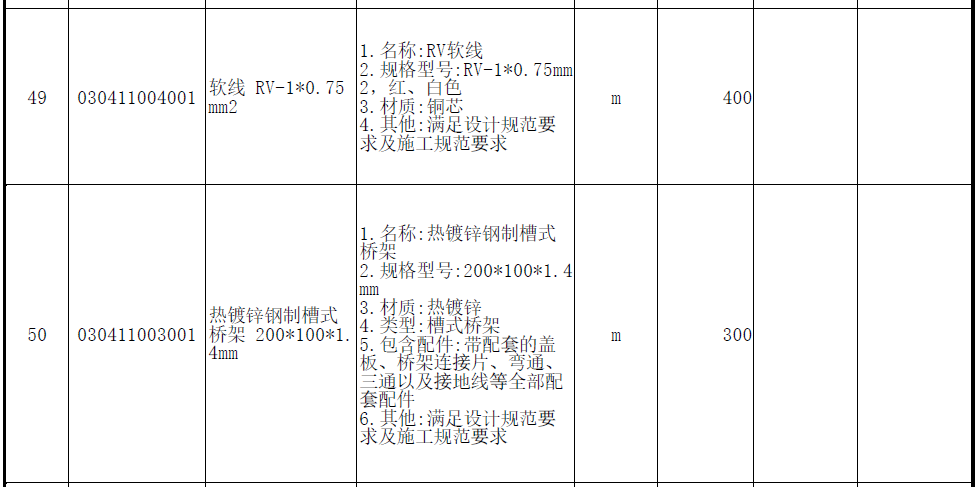 49
030411004001
软线 RV-1*0.75
mm2
1.名称:RV软线
2.规格型号:RV-1*0.75mm
2，红、白色
3.材质:铜芯
4.其他:满足设计规范要
求及施工规范要求
m
400
50
030411003001
热镀锌钢制槽式
桥架 200*100*1.
4mm
1.名称:热镀锌钢制槽式
桥架
2.规格型号:200*100*1.4
mm
3.材质:热镀锌
4.类型:槽式桥架
5.包含配件:带配套的盖
板、桥架连接片、弯通、
三通以及接地线等全部配
套配件
6.其他:满足设计规范要
求及施工规范要求
m
300